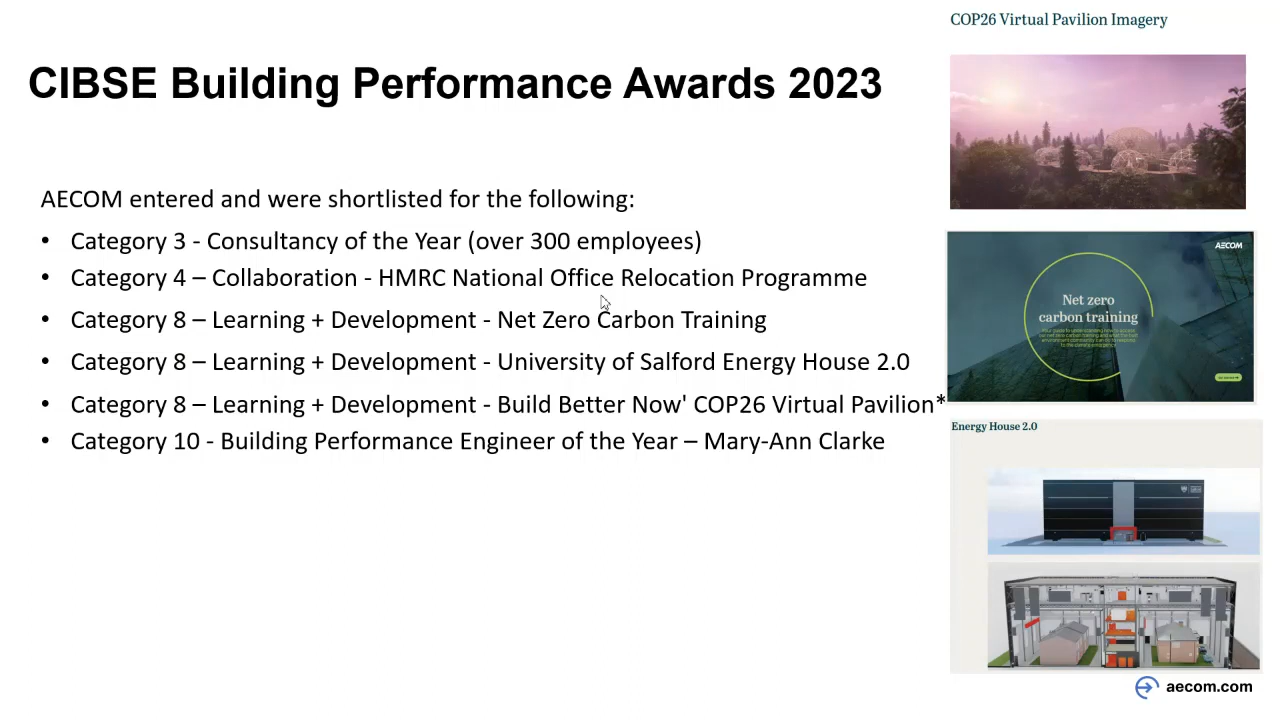 COP26 Virtual Pavilion Imagery
CIBSE Building Performance Awards 2023
AECOM entered and were shortlisted for the following:
• Category 3 - Consultancy of the Year (over 300 employees)
• Category 4 – Collaboration - HMRC National Office Relocation Programme
• Category 8 – Learning + Development - Net Zero Carbon Training
• Category 8 – Learning + Development - University of Salford Energy House 2.0
• Category 8 – Learning + Development - Build Better Now' COP26 Virtual Pavilion*
• Category 10 - Building Performance Engineer of the Year – Mary-Ann Clarke
AECOM
Net zero
carbon training
Energy House 2.0
aecom.com